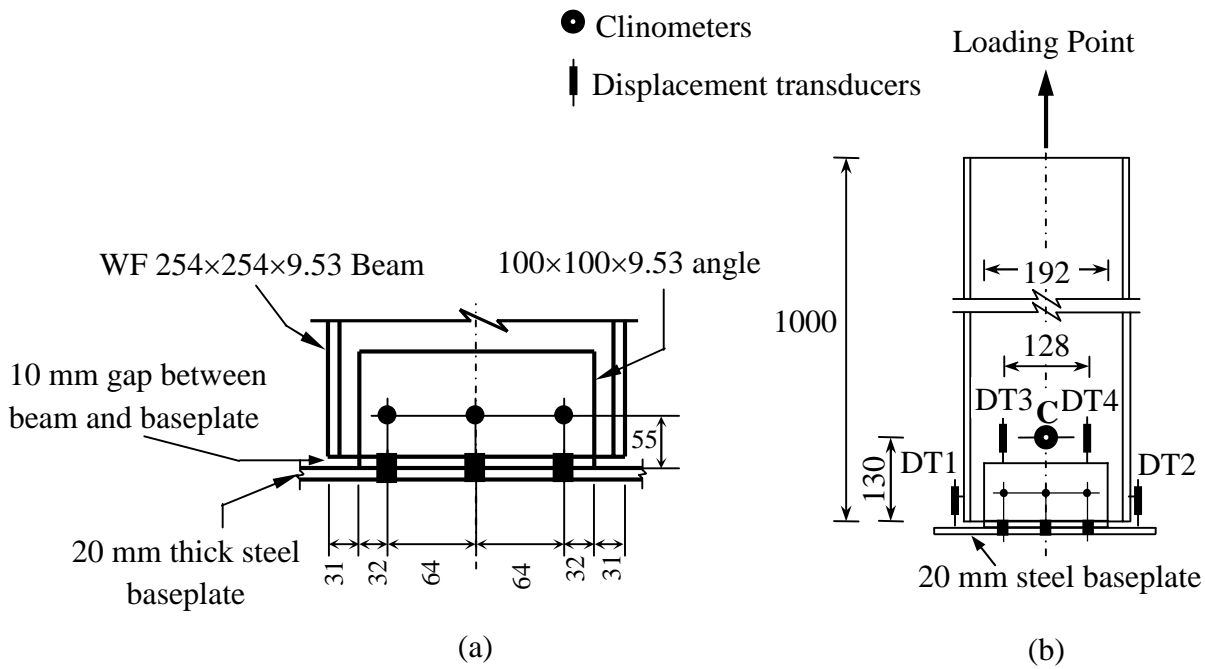 Clinometers
Displacement transducers
Loading Point
WF 254×254×9.53 Beam
100×100×9.53 angle
10 mm gap between
beam and baseplate
55
20 mm thick steel
baseplate
31
32
64
64
32
31
(a)
1000
192
128
DT3
C
DT4
DT1
130
DT2
20 mm steel baseplate
(b)